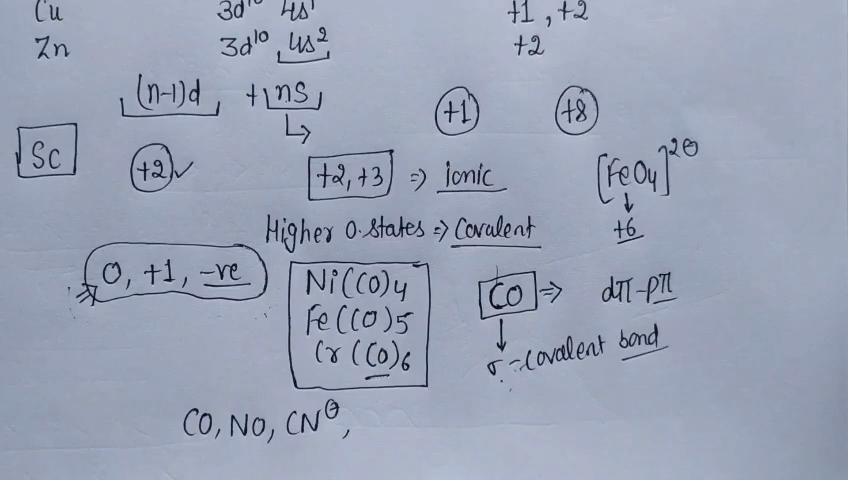 Cu 3d¹⁰ 4s¹ +1, +2
Zn 3d¹⁰, 4s² +2
(n-1)d + ns
+1 +8
Sc +2 ✓ +2, +3 ⇒ ionic [FeO4]²⊖
Higher O. states ⇒ Covalent +6
⇒ 0, +1, -ve
Ni(CO)4 CO ⇒ dπ-pπ
Fe(CO)5
Cr(CO)6 σ-covalent bond
CO, NO, CN⊖,